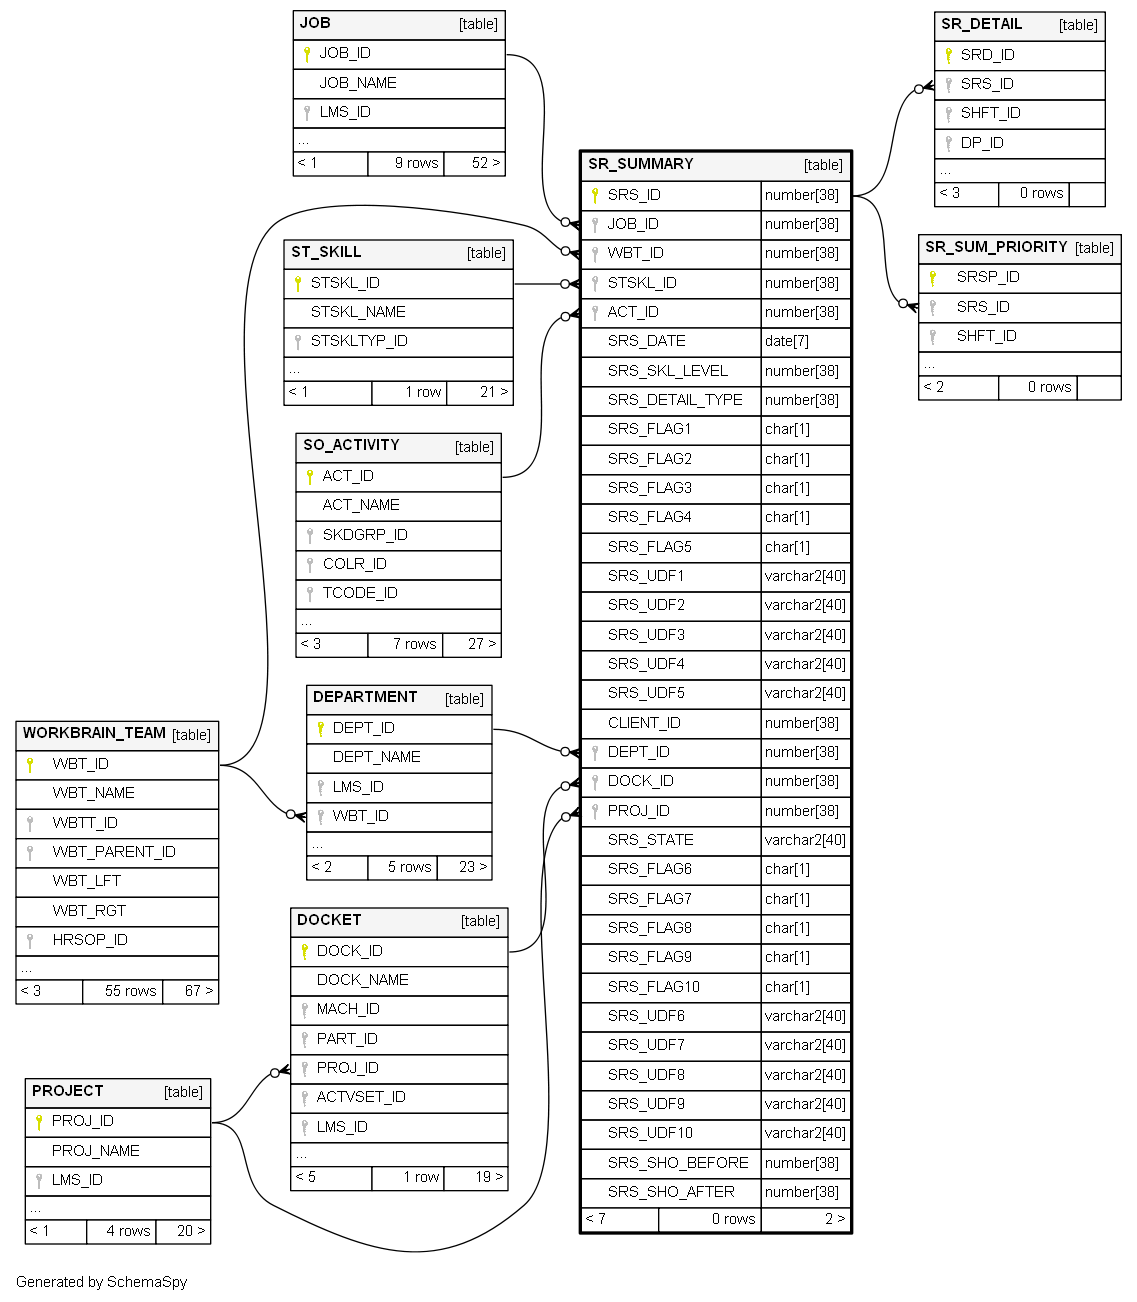 JOB [table]
JOB_ID
JOB_NAME
LMS_ID
...
< 1 9 rows 52 >
SR_DETAIL [table]
SRD_ID
SRS_ID
SHFT_ID
DP_ID
...
< 3 0 rows
SR_SUMMARY [table]
SRS_ID number[38]
JOB_ID number[38]
WBT_ID number[38]
STSKL_ID number[38]
ACT_ID number[38]
SRS_DATE date[7]
SRS_SKL_LEVEL number[38]
SRS_DETAIL_TYPE number[38]
SRS_FLAG1 char[1]
SRS_FLAG2 char[1]
SRS_FLAG3 char[1]
SRS_FLAG4 char[1]
SRS_FLAG5 char[1]
SRS_UDF1 varchar2[40]
SRS_UDF2 varchar2[40]
SRS_UDF3 varchar2[40]
SRS_UDF4 varchar2[40]
SRS_UDF5 varchar2[40]
CLIENT_ID number[38]
DEPT_ID number[38]
DOCK_ID number[38]
PROJ_ID number[38]
SRS_STATE varchar2[40]
SRS_FLAG6 char[1]
SRS_FLAG7 char[1]
SRS_FLAG8 char[1]
SRS_FLAG9 char[1]
SRS_FLAG10 char[1]
SRS_UDF6 varchar2[40]
SRS_UDF7 varchar2[40]
SRS_UDF8 varchar2[40]
SRS_UDF9 varchar2[40]
SRS_UDF10 varchar2[40]
SRS_SHO_BEFORE number[38]
SRS_SHO_AFTER number[38]
< 7 0 rows 2 >
SR_SUM_PRIORITY [table]
SRSP_ID
SRS_ID
SHFT_ID
...
< 2 0 rows
ST_SKILL [table]
STSKL_ID
STSKL_NAME
STSKLTYP_ID
...
< 1 1 row 21 >
SO_ACTIVITY [table]
ACT_ID
ACT_NAME
SKDGRP_ID
COLR_ID
TCODE_ID
...
< 3 7 rows 27 >
DEPARTMENT [table]
DEPT_ID
DEPT_NAME
LMS_ID
WBT_ID
...
< 2 5 rows 23 >
WORKBRAIN_TEAM [table]
WBT_ID
WBT_NAME
WBTT_ID
WBT_PARENT_ID
WBT_LFT
WBT_RGT
HRSOP_ID
...
< 3 55 rows 67 >
DOCKET [table]
DOCK_ID
DOCK_NAME
MACH_ID
PART_ID
PROJ_ID
ACTVSET_ID
LMS_ID
...
< 5 1 row 19 >
PROJECT [table]
PROJ_ID
PROJ_NAME
LMS_ID
...
< 1 4 rows 20 >
Generated by SchemaSpy